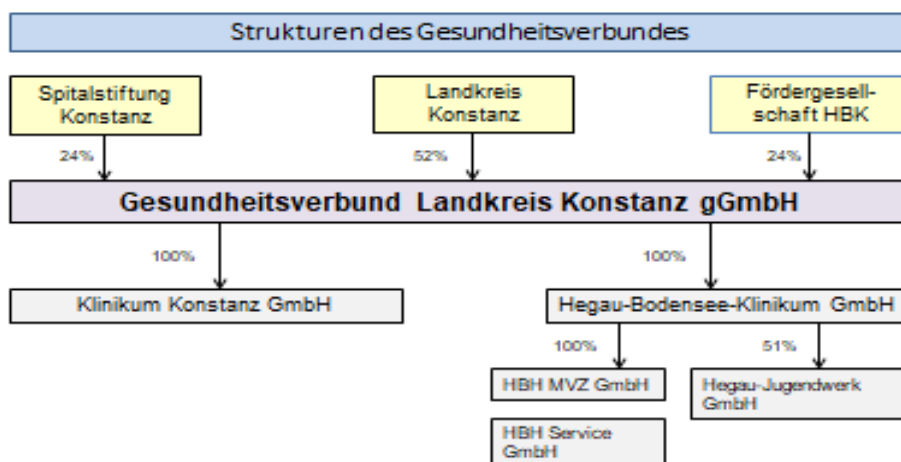 Strukturen des Gesundheitsverbundes
Spitalstiftung
Konstanz
Landkreis
Konstanz
Fördergesell-
schaft HBK
24%
52%
24%
Gesundheitsverbund Landkreis Konstanz gGmbH
100%
100%
Klinikum Konstanz GmbH
Hegau-Bodensee-Klinikum GmbH
100%
51%
HBH MVZ GmbH
Hegau-Jugendwerk
GmbH
HBH Service
GmbH